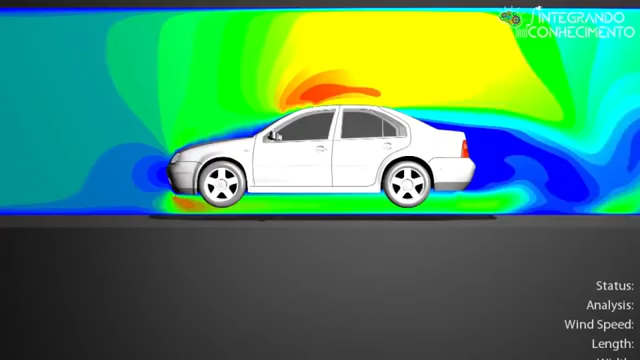 INTEGRANDO
CONHECIMENTO
Status:
Analysis:
Wind Speed:
Length: